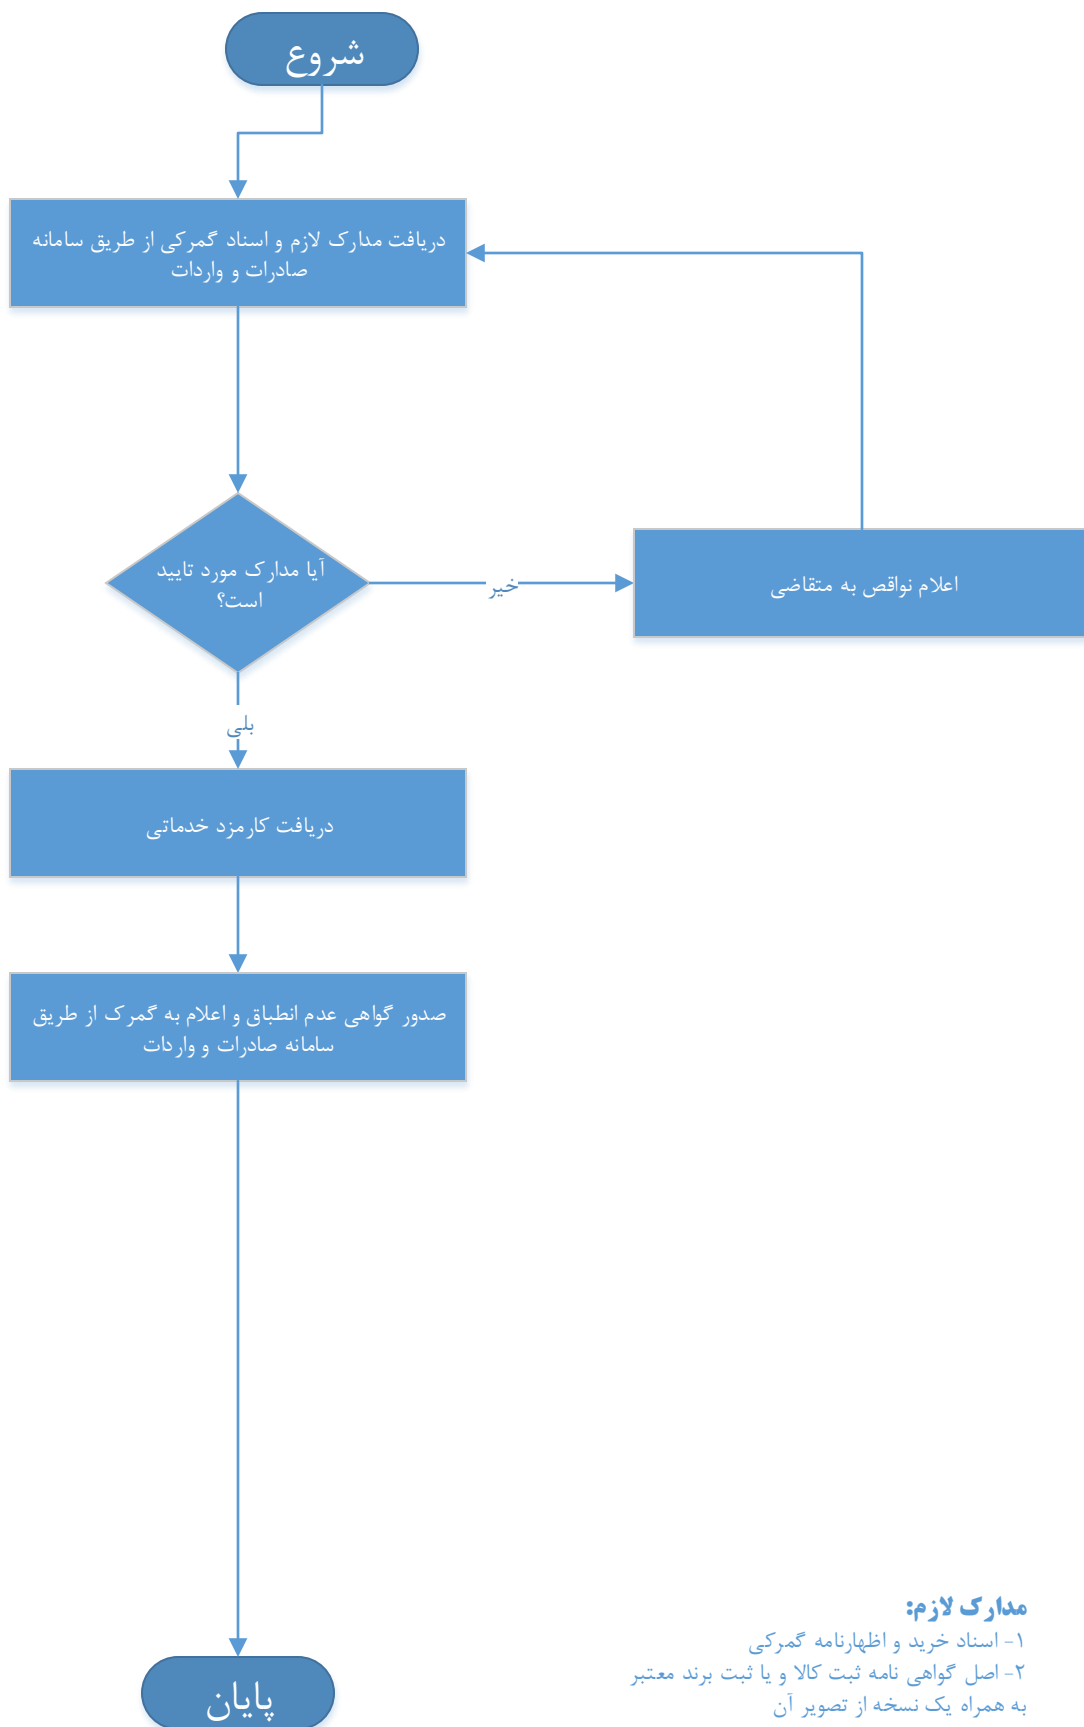 شروع
دریافت مدارک لازم و اسناد گمرکی از طریق سامانه
صادرات و واردات
آیا مدارک مورد تایید
است؟
خیر
اعلام نواقص به متقاضی
بلی
دریافت کارمزد خدماتی
صدور گواهی عدم انطباق و اعلام به گمرک از طریق
سامانه صادرات و واردات
پایان
مدارک لازم:
۱- اسناد خرید و اظهارنامه گمرکی
۲- اصل گواهی نامه ثبت کالا و یا ثبت برند معتبر
به همراه یک نسخه از تصویر آن